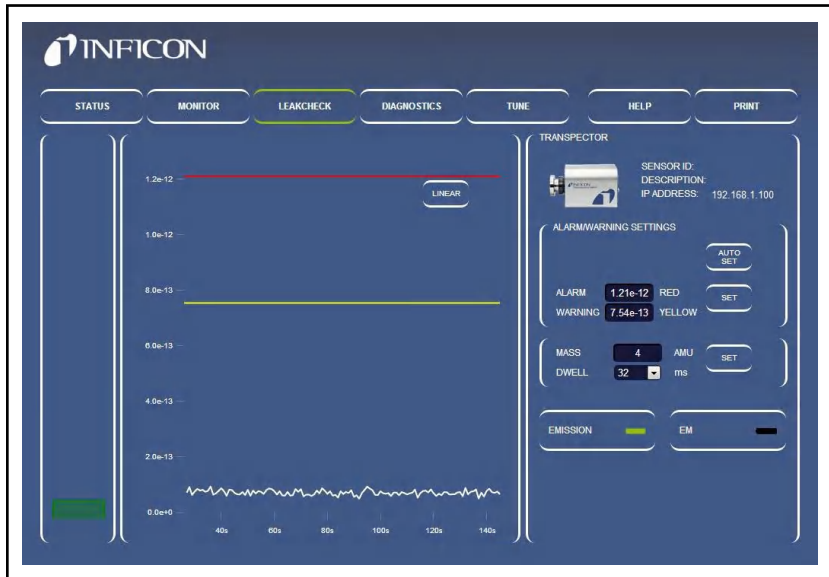 INFICON
STATUS MONITOR LEAKCHECK DIAGNOSTICS TUNE HELP PRINT
1.2e-12
1.0e-12
8.0e-13
6.0e-13
4.0e-13
2.0e-13
0.0e+0
40s 60s 80s 100s 120s 140s
LINEAR
TRANSPECTOR
SENSOR ID:
DESCRIPTION:
IP ADDRESS: 192.168.1.100
ALARM/WARNING SETTINGS
AUTO
SET
ALARM 1.21e-12 RED SET
WARNING 7.54e-13 YELLOW
MASS 4 AMU SET
DWELL 32 ms
EMISSION EM